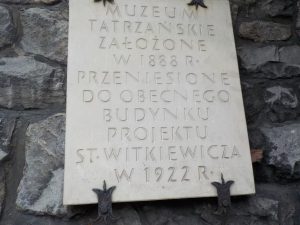 MUZEUM
TATRZAŃSKIE
ZAŁOŻONE
W 1888 R·
PRZENIESIONE
DO OBECNEGO
BUDYNKU
PROJEKTU
ST·WITKIEWICZA
W 1922 R·